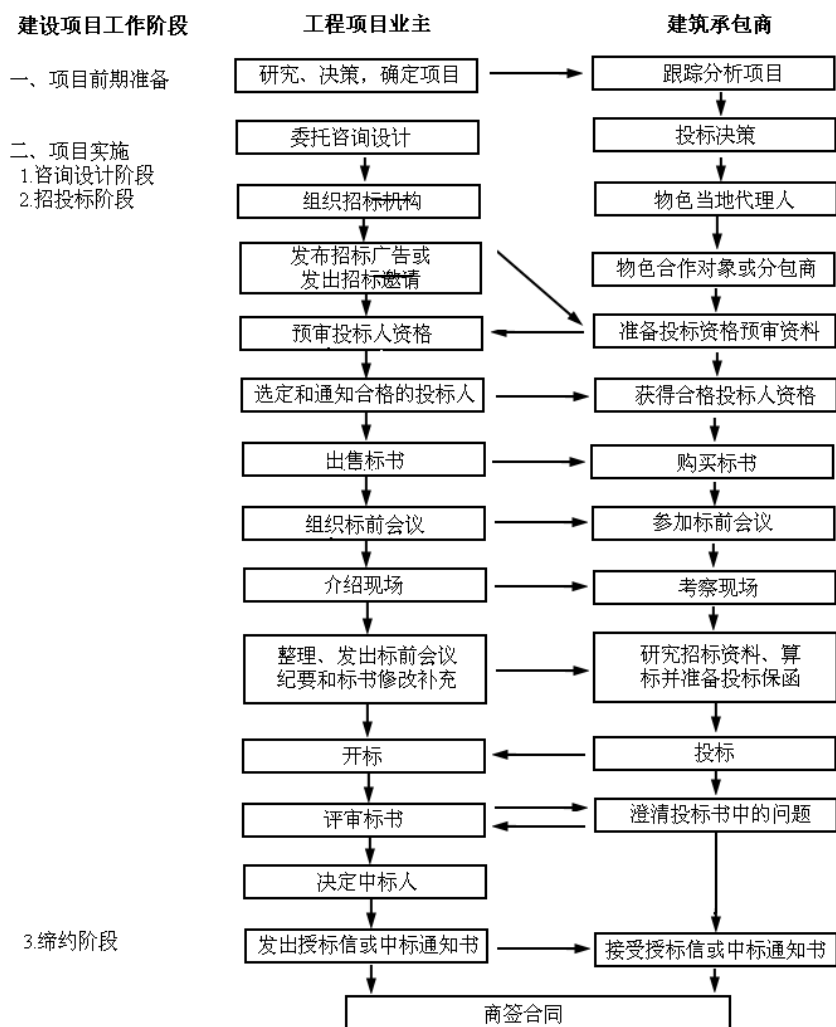 建设项目工作阶段 工程项目业主 建筑承包商
一、项目前期准备 研究、决策，确定项目 跟踪分析项目
委托咨询设计 投标决策
二、项目实施
1.咨询设计阶段
2.招投标阶段 组织招标机构 物色当地代理人
发布招标广告或
发出招标邀请 物色合作对象或分包商
预审投标人资格 准备投标资格预审资料
选定和通知合格的投标人 获得合格投标人资格
出售标书 购买标书
组织标前会议 参加标前会议
介绍现场 考察现场
整理、发出标前会议
纪要和标书修改补充
研究招标资料、算
标并准备投标保函
开标 投标
评审标书 澄清投标书中的问题
决定中标人
3.缔约阶段 发出授标信或中标通知书 接受授标信或中标通知书
商签合同